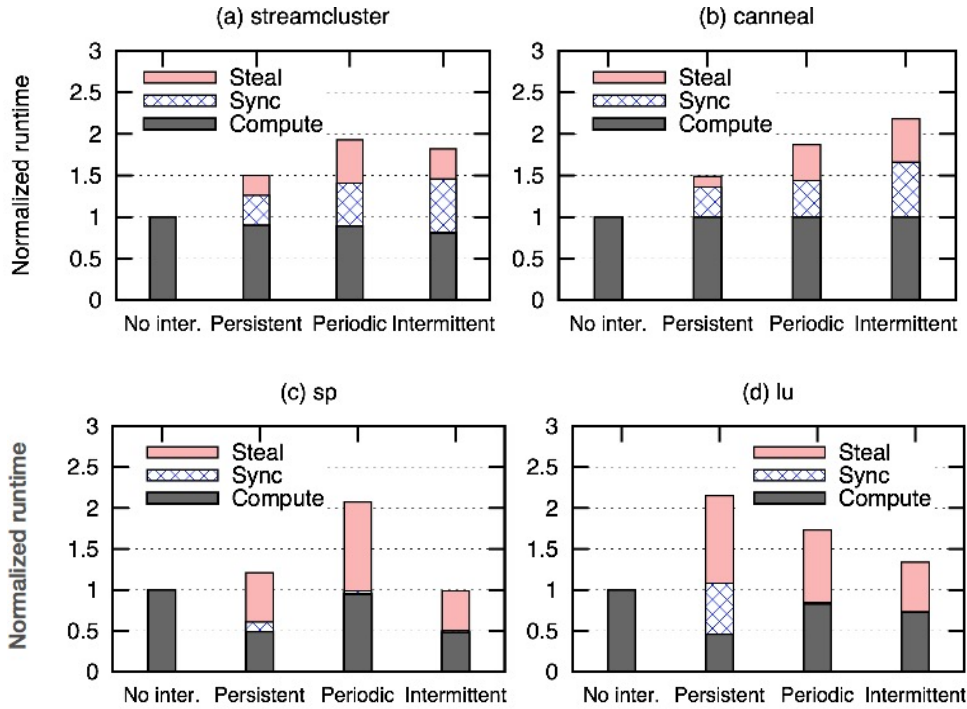 (a) streamcluster
Normalized runtime
3
2.5
2
1.5
1
0.5
0
Steal
Sync
Compute
No inter. Persistent Periodic Intermittent
(b) canneal
3
2.5
2
1.5
1
0.5
0
Steal
Sync
Compute
No inter. Persistent Periodic Intermittent
(c) sp
Normalized runtime
3
2.5
2
1.5
1
0.5
0
Steal
Sync
Compute
No inter. Persistent Periodic Intermittent
(d) lu
3
2.5
2
1.5
1
0.5
0
Steal
Sync
Compute
No inter. Persistent Periodic Intermittent